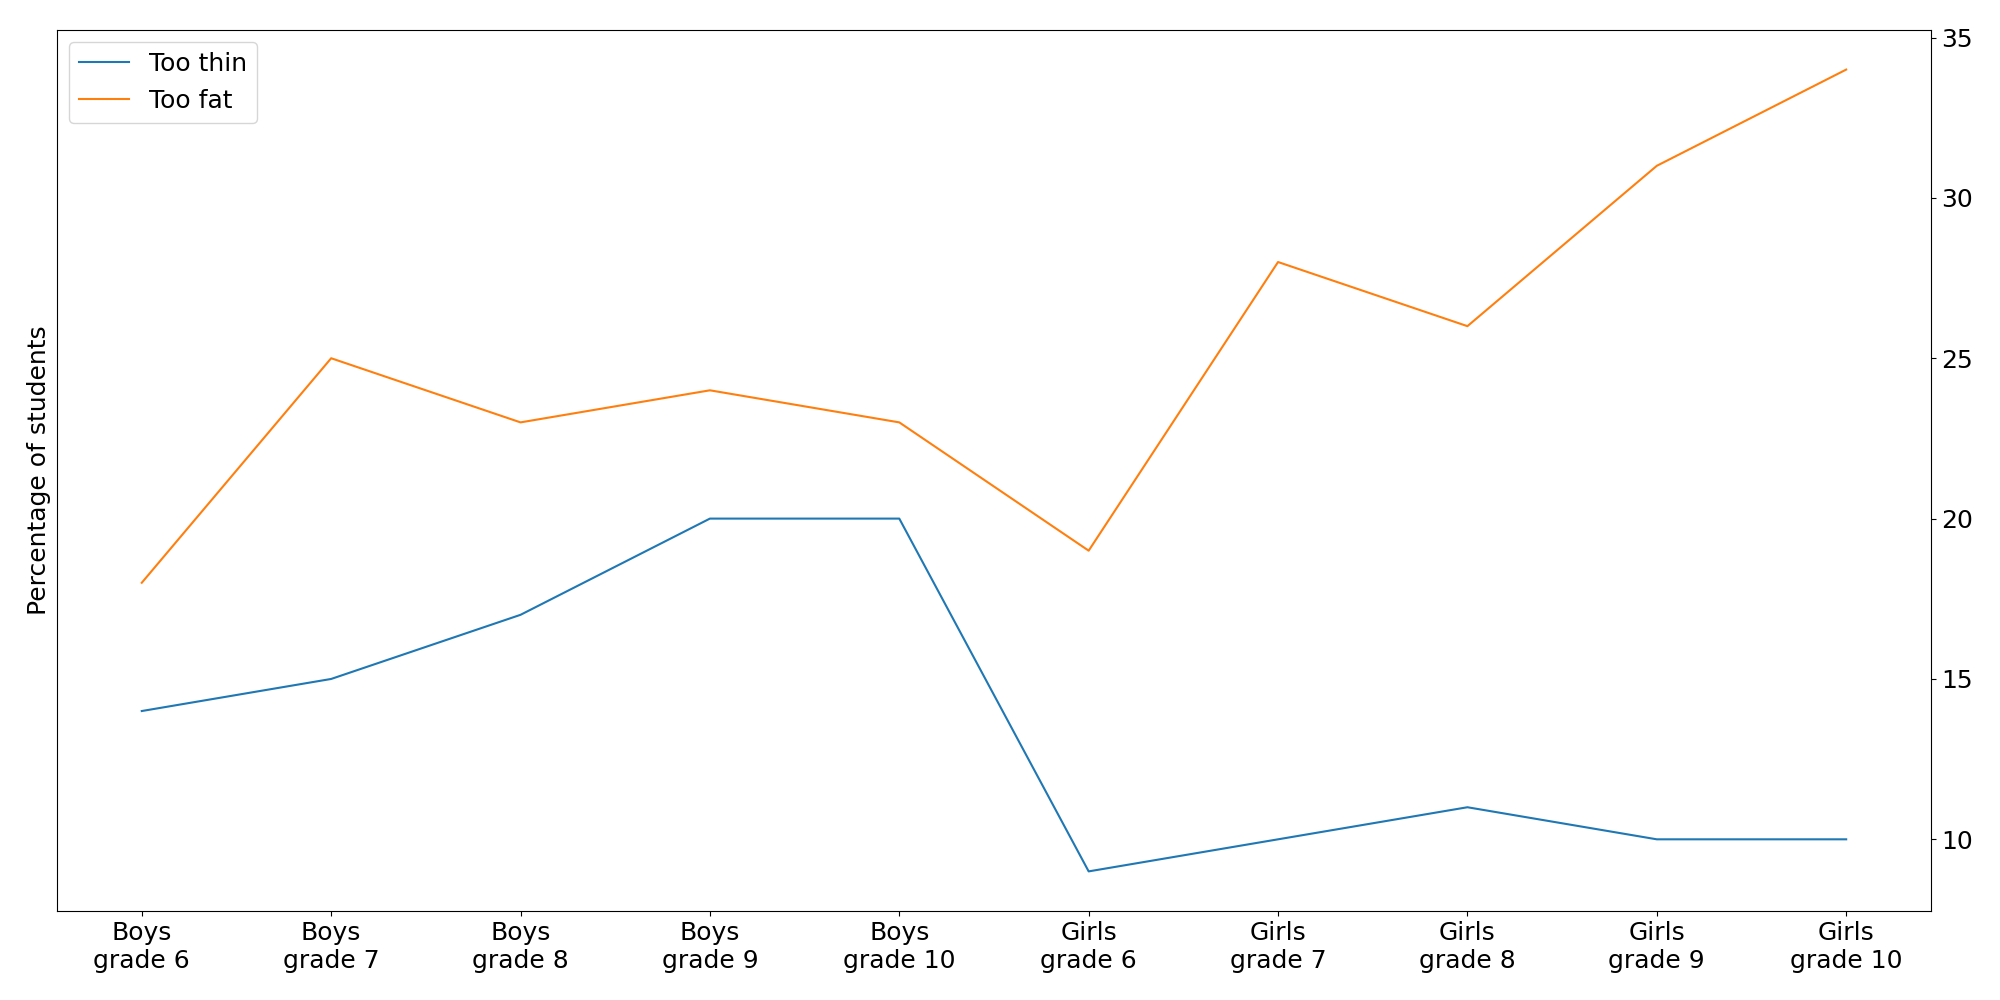 Too thin
Too fat
Percentage of students
35
30
25
20
15
10
Boys
grade 6
Boys
grade 7
Boys
grade 8
Boys
grade 9
Boys
grade 10
Girls
grade 6
Girls
grade 7
Girls
grade 8
Girls
grade 9
Girls
grade 10